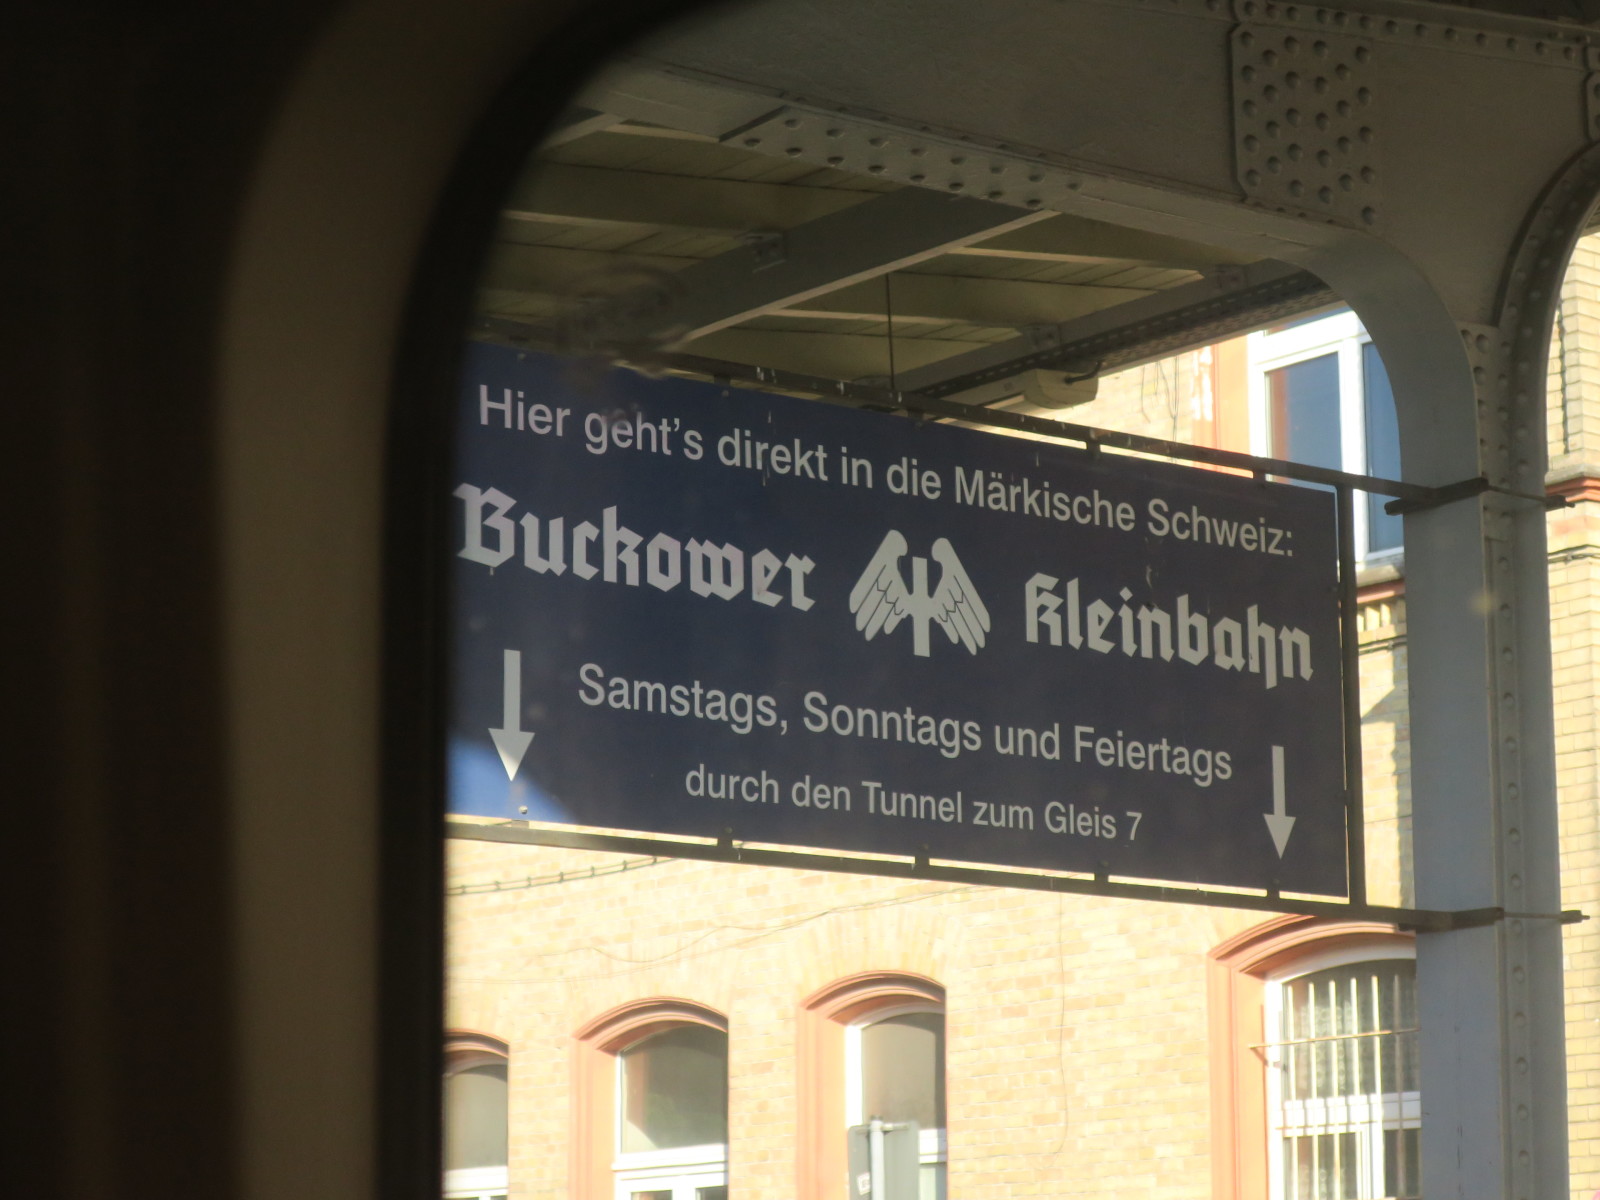 Hier geht's direkt in die Märkische Schweiz:
Buckower Kleinbahn
Samstags, Sonntags und Feiertags
durch den Tunnel zum Gleis 7